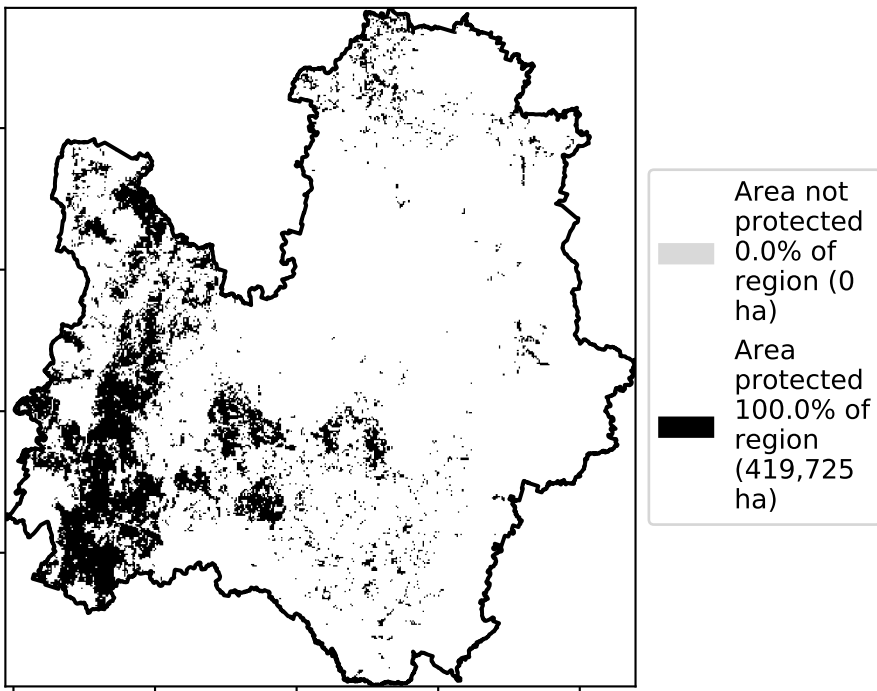 Area not
protected
0.0% of
region (0
ha)
Area
protected
100.0% of
region
(419,725
ha)